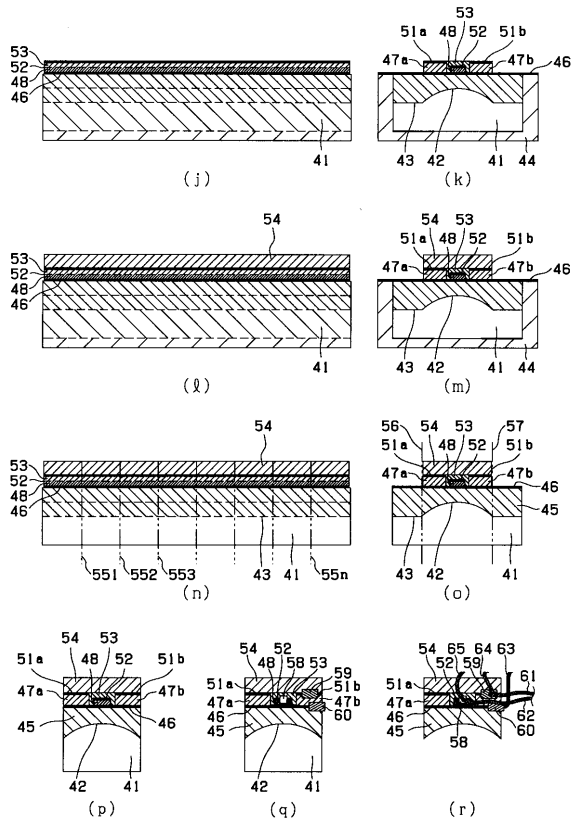 53
52
48
46
41
(j)
51a 48 53 52 51b
47a 47b 46
43 42 41 44
(k)
54
53
52
48
46
41
(ℓ)
54 53
51a 48 52 51b
47a 47b 46
43 42 41 44
(m)
54
53
52
48
46
551 552 553 43 41 55n
(n)
56 54 53 57
51a 48 52 51b
47a 47b 46
45
43 42 41
(o)
54 53
51a 48 52 51b
47a 47b
45 46
42 41
(p)
54 52
48 58 53 59
51a 51b
47a 47b
46 60
45
42 41
(q)
54 65 59 64 63
52
51a 61
47a 62
46 60
45 58
(r)